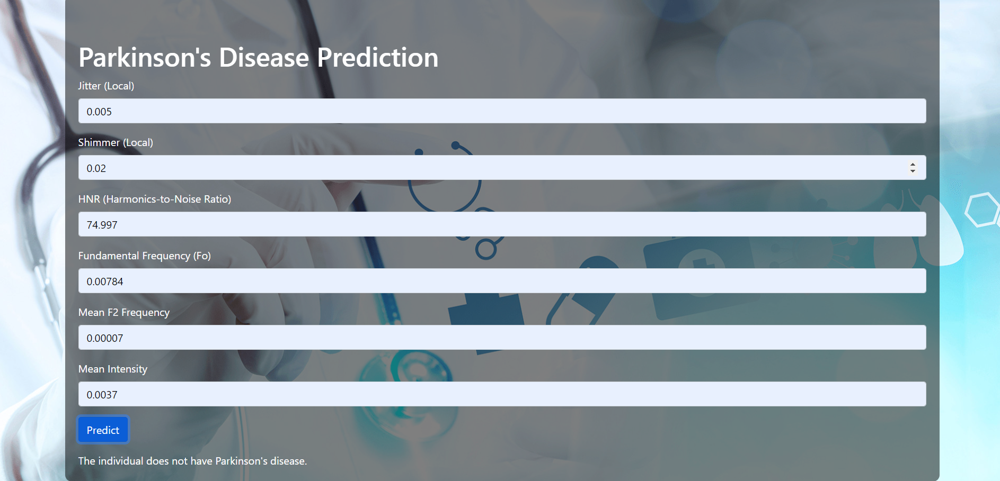 Parkinson's Disease Prediction
Jitter (Local)
0.005
Shimmer (Local)
0.02
HNR (Harmonics-to-Noise Ratio)
74.997
Fundamental Frequency (Fo)
0.00784
Mean F2 Frequency
0.00007
Mean Intensity
0.0037
Predict
The individual does not have Parkinson's disease.